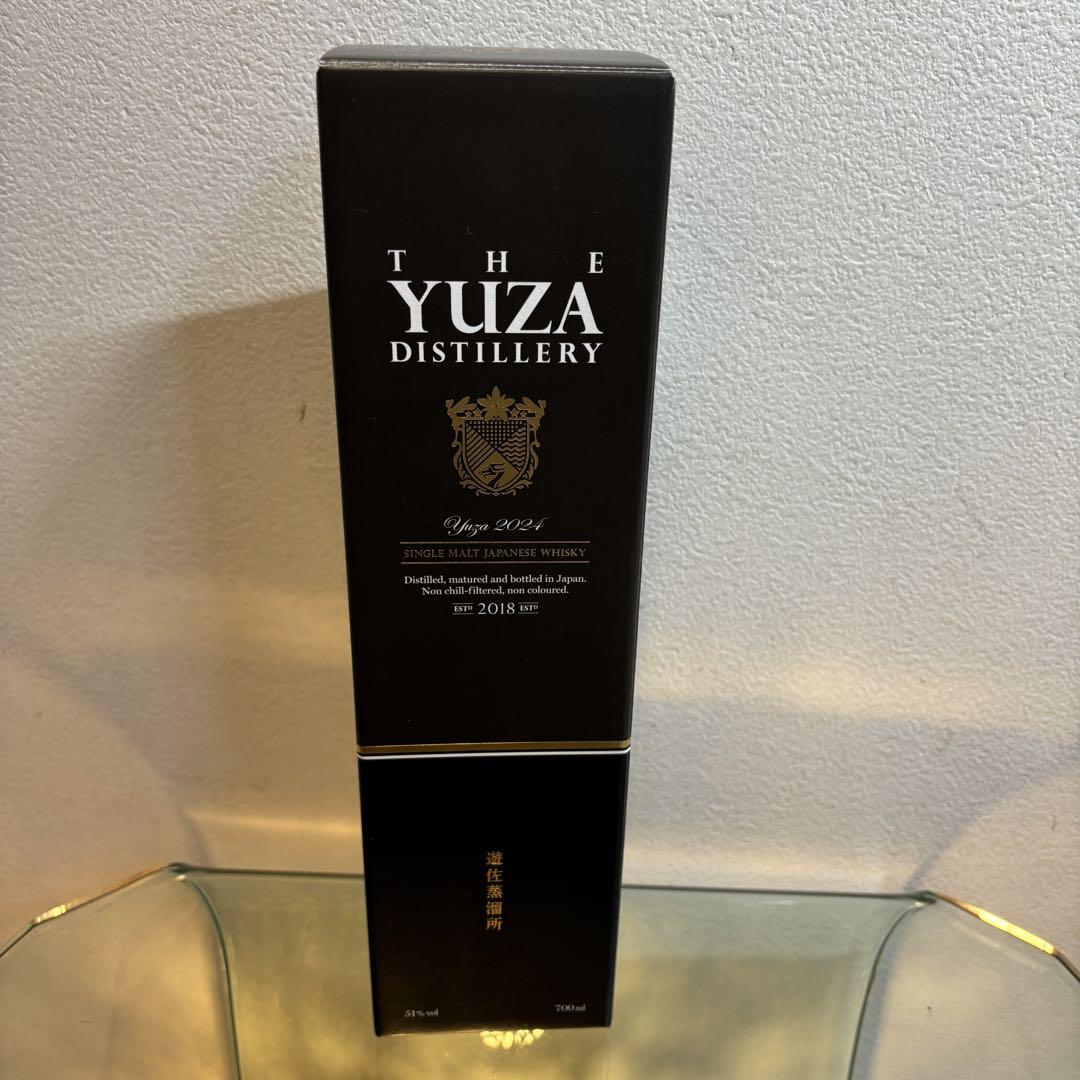 THE
YUZA
DISTILLERY
Yuza 2024
SINGLE MALT JAPANESE WHISKY
Distilled, matured and bottled in Japan.
Non chill-filtered, non coloured.
ESTD 2018 ESTD
遊佐蒸溜所
51% vol
700ml